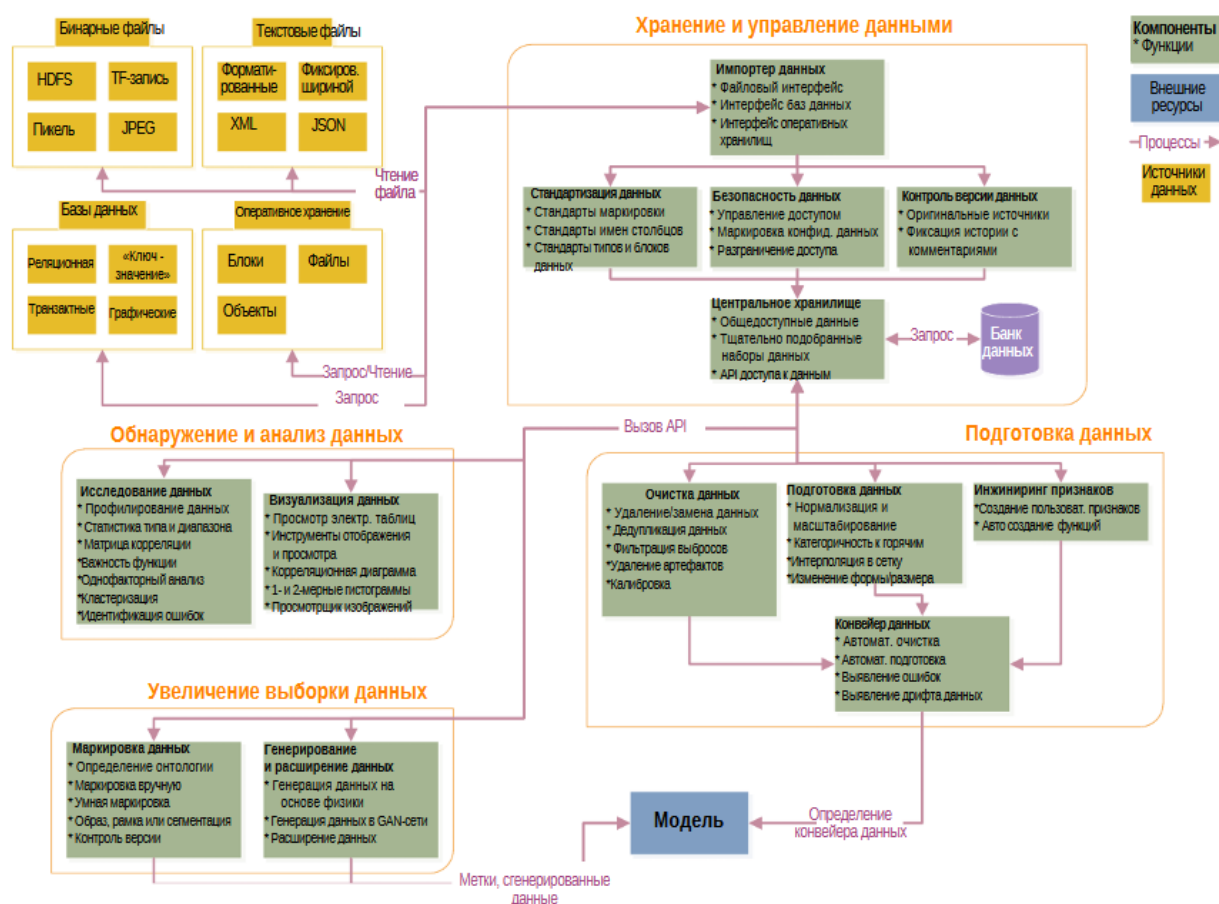 Бинарные файлы
HDFS
TF-запись
Пикель
JPEG
Текстовые файлы
Формати-
рованные
Фиксиров.
шириной
XML
JSON
Чтение
файла
Базы данных
Реляционная
«Ключ -
значение»
Транзактные
Графические
Оперативное хранение
Блоки
Файлы
Объекты
Запрос/Чтение
Запрос
Хранение и управление данными
Импортер данных
* Файловый интерфейс
* Интерфейс баз данных
* Интерфейс оперативных
хранилищ
Стандартизация данных
* Стандарты маркировки
* Стандарты имен столбцов
* Стандарты типов и блоков
данных
Безопасность данных
* Управление доступом
* Маркировка конфид. данных
* Разграничение доступа
Контроль версии данных
* Оригинальные источники
* Фиксация истории с
комментариями
Центральное хранилище
* Общедоступные данные
* Тщательно подобранные
наборы данных
* API доступа к данным
Запрос
Банк
данных
Компоненты
* Функции
Внешние
ресурсы
Процессы
Источники
данных
Вызов API
Обнаружение и анализ данных
Исследование данных
* Профилирование данных
* Статистика типа и диапазона
* Матрица корреляции
*Важность функции
*Однофакторный анализ
*Кластеризация
*Идентификация ошибок
Визуализация данных
* Просмотр электр. таблиц
*Инструменты отображения
и просмотра
* Корреляционная диаграмма
* 1- и 2-мерные гистограммы
* Просмотрщик изображений
Подготовка данных
Очистка данных
* Удаление/замена данных
* Дедупликация данных
* Фильтрация выбросов
*Удаление артефактов
*Калибровка
Подготовка данных
* Нормализация и
масштабирование
* Категоричность к горячим
*Интерполяция в сетку
*Изменение формы/размера
Инжиниринг признаков
*Создание пользоват. признаков
* Авто создание функций
Конвейер данных
* Автомат. очистка
* Автомат. подготовка
* Выявление ошибок
* Выявление дрифта данных
Увеличение выборки данных
Маркировка данных
* Определение онтологии
* Маркировка вручную
* Умная маркировка
* Образ, рамка или сегментация
* Контроль версии
Генерирование
и расширение данных
* Генерация данных на
основе физики
* Генерация данных в GAN-сети
* Расширение данных
Модель
Определение
конвейера данных
Метки, сгенерированные
данные